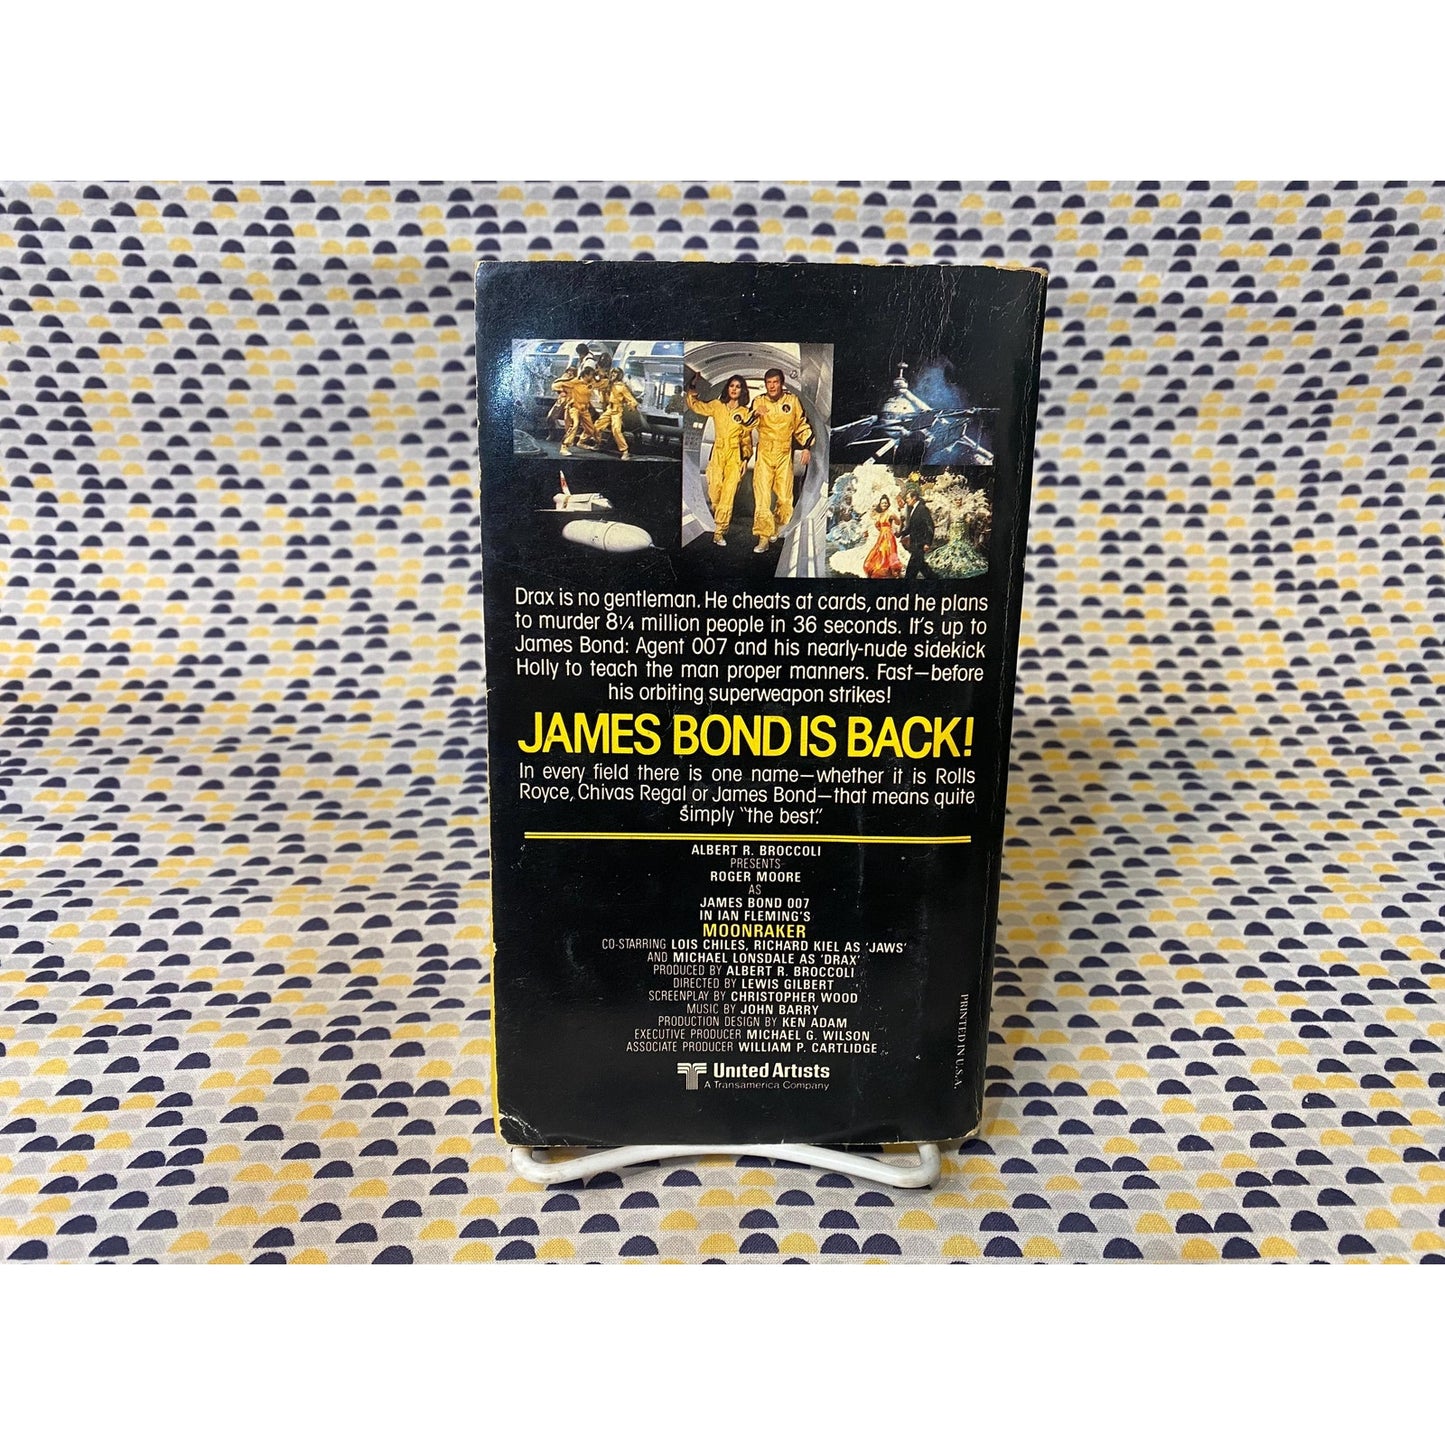 Drax is no gentleman. He cheats at cards, and he plans
to murder 8¼ million people in 36 seconds. It's up to
James Bond: Agent 007 and his nearly-nude sidekick
Holly to teach the man proper manners. Fast—before
his orbiting superweapon strikes!
JAMES BOND IS BACK!
In every field there is one name—whether it is Rolls
Royce, Chivas Regal or James Bond—that means quite
simply "the best."
ALBERT R. BROCCOLI
PRESENTS
ROGER MOORE
AS
JAMES BOND 007
IN IAN FLEMING'S
MOONRAKER
CO-STARRING LOIS CHILES, RICHARD KIEL AS 'JAWS'
AND MICHAEL LONSDALE AS 'DRAX'
PRODUCED BY ALBERT R. BROCCOLI
DIRECTED BY LEWIS GILBERT
SCREENPLAY BY CHRISTOPHER WOOD
MUSIC BY JOHN BARRY
PRODUCTION DESIGN BY KEN ADAM
EXECUTIVE PRODUCER MICHAEL G. WILSON
ASSOCIATE PRODUCER WILLIAM P. CARTLIDGE
United Artists
A Transamerica Company
PRINTED IN U.S.A.